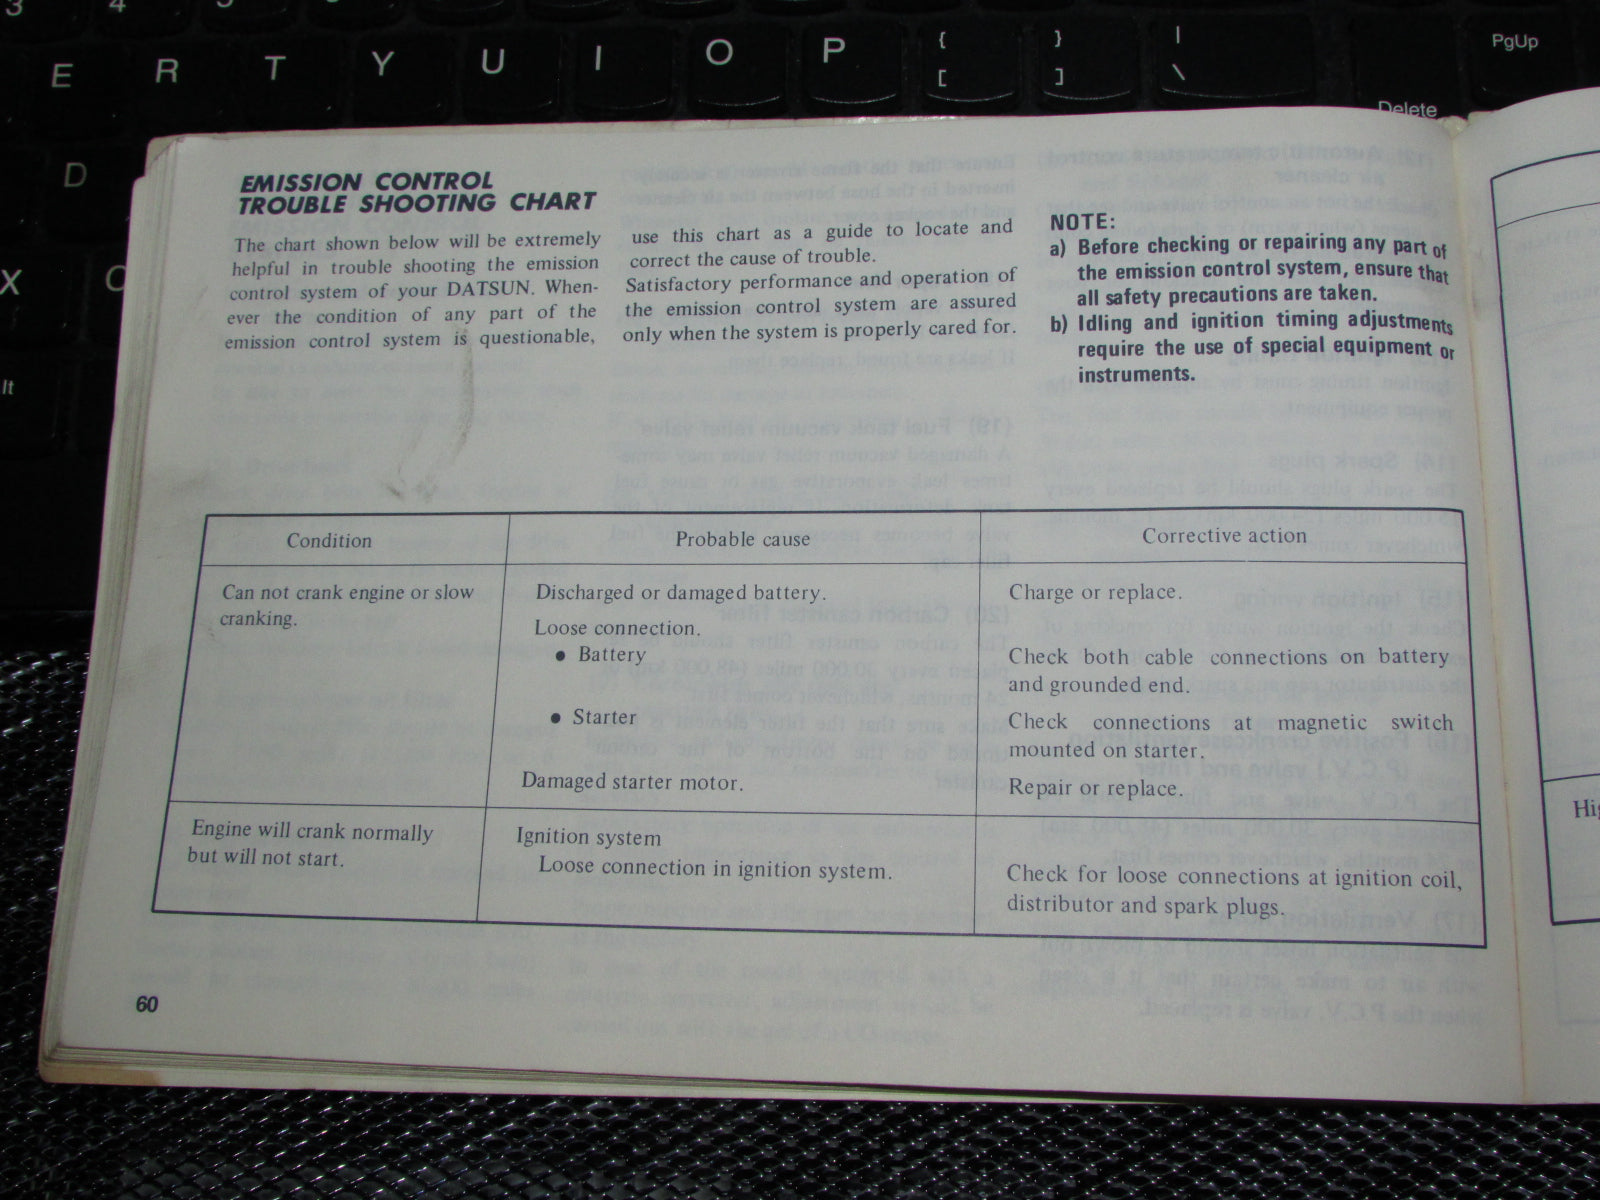 3
E R T Y U I O P { [ } ] | \ PgUp
Delete
D
X C
lt
EMISSION CONTROL
TROUBLE SHOOTING CHART
The chart shown below will be extremely
helpful in trouble shooting the emission
control system of your DATSUN. When-
ever the condition of any part of the
emission control system is questionable,
use this chart as a guide to locate and
correct the cause of trouble.
Satisfactory performance and operation of
the emission control system are assured
only when the system is properly cared for.
NOTE:
a) Before checking or repairing any part of
the emission control system, ensure that
all safety precautions are taken.
b) Idling and ignition timing adjustments
require the use of special equipment or
instruments.
Condition Probable cause Corrective action
Can not crank engine or slow
cranking.
Discharged or damaged battery. Charge or replace.
Loose connection.
• Battery Check both cable connections on battery
and grounded end.
• Starter Check connections at magnetic switch
mounted on starter.
Damaged starter motor. Repair or replace.
Engine will crank normally
but will not start.
Ignition system
Loose connection in ignition system. Check for loose connections at ignition coil,
distributor and spark plugs.
60
Hig